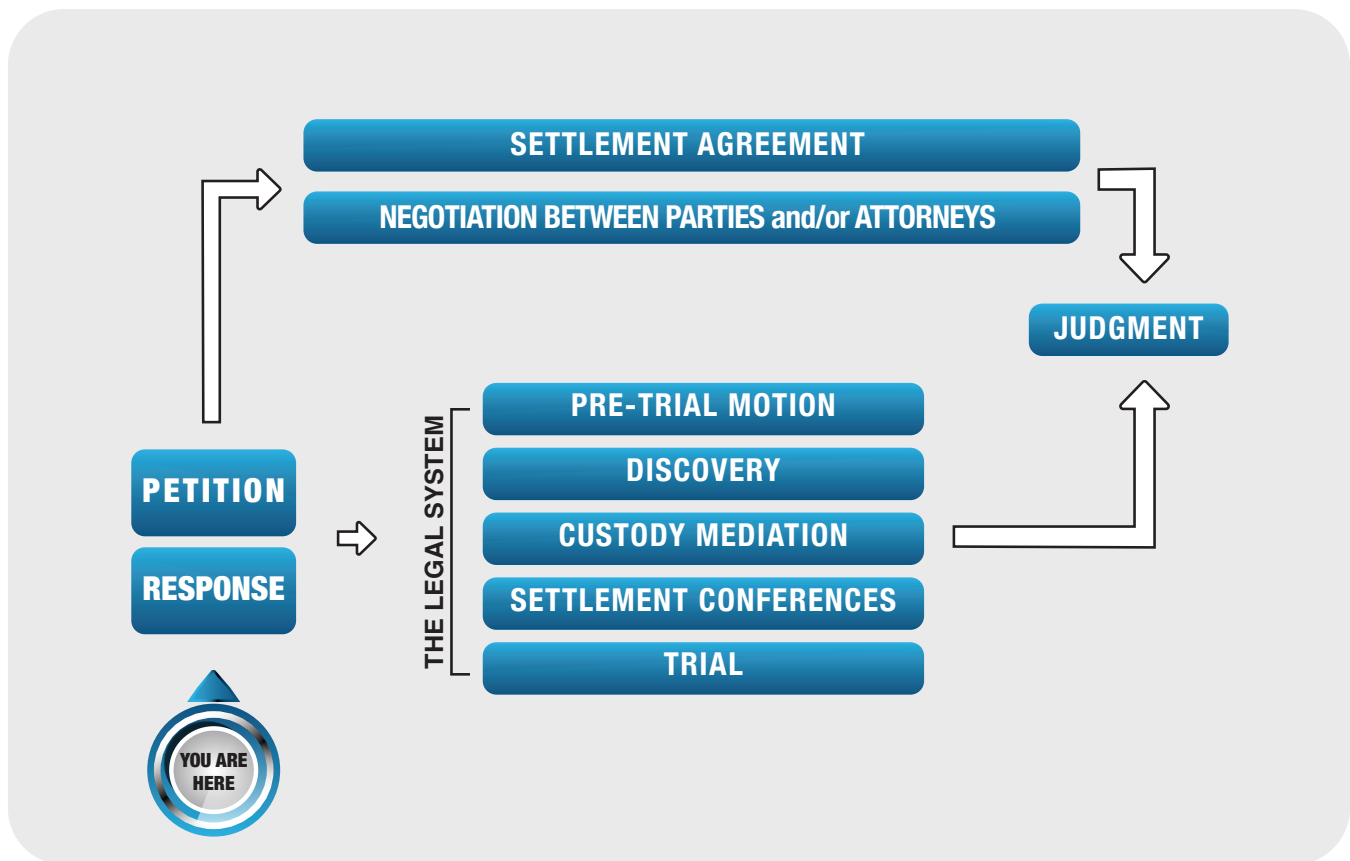 SETTLEMENT AGREEMENT
NEGOTIATION BETWEEN PARTIES and/or ATTORNEYS
JUDGMENT
PETITION
RESPONSE
THE LEGAL SYSTEM
PRE-TRIAL MOTION
DISCOVERY
CUSTODY MEDIATION
SETTLEMENT CONFERENCES
TRIAL
YOU ARE
HERE